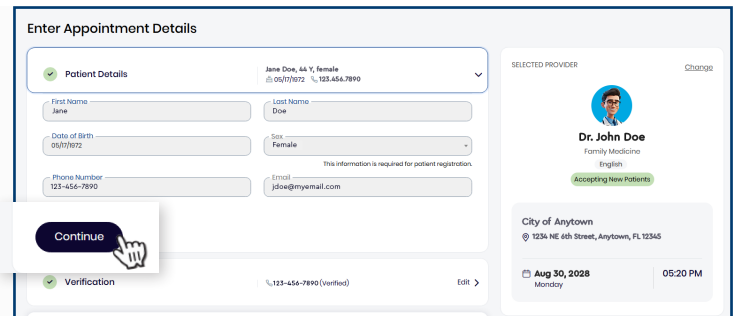 Enter Appointment Details
Patient Details
Jane Doe, 44 Y, female
05/17/1972 123.456.7890
First Name
Jane
Last Name
Doe
Date of Birth
05/17/1972
Sex
Female
This information is required for patient registration.
Phone Number
123-456-7890
Email
jdoe@myemail.com
Continue
Verification
123-456-7890 (Verified)
Edit
SELECTED PROVIDER
Change
Dr. John Doe
Family Medicine
English
Accepting New Patients
City of Anytown
1234 NE 6th Street, Anytown, FL 12345
Aug 30, 2028
Monday
05:20 PM